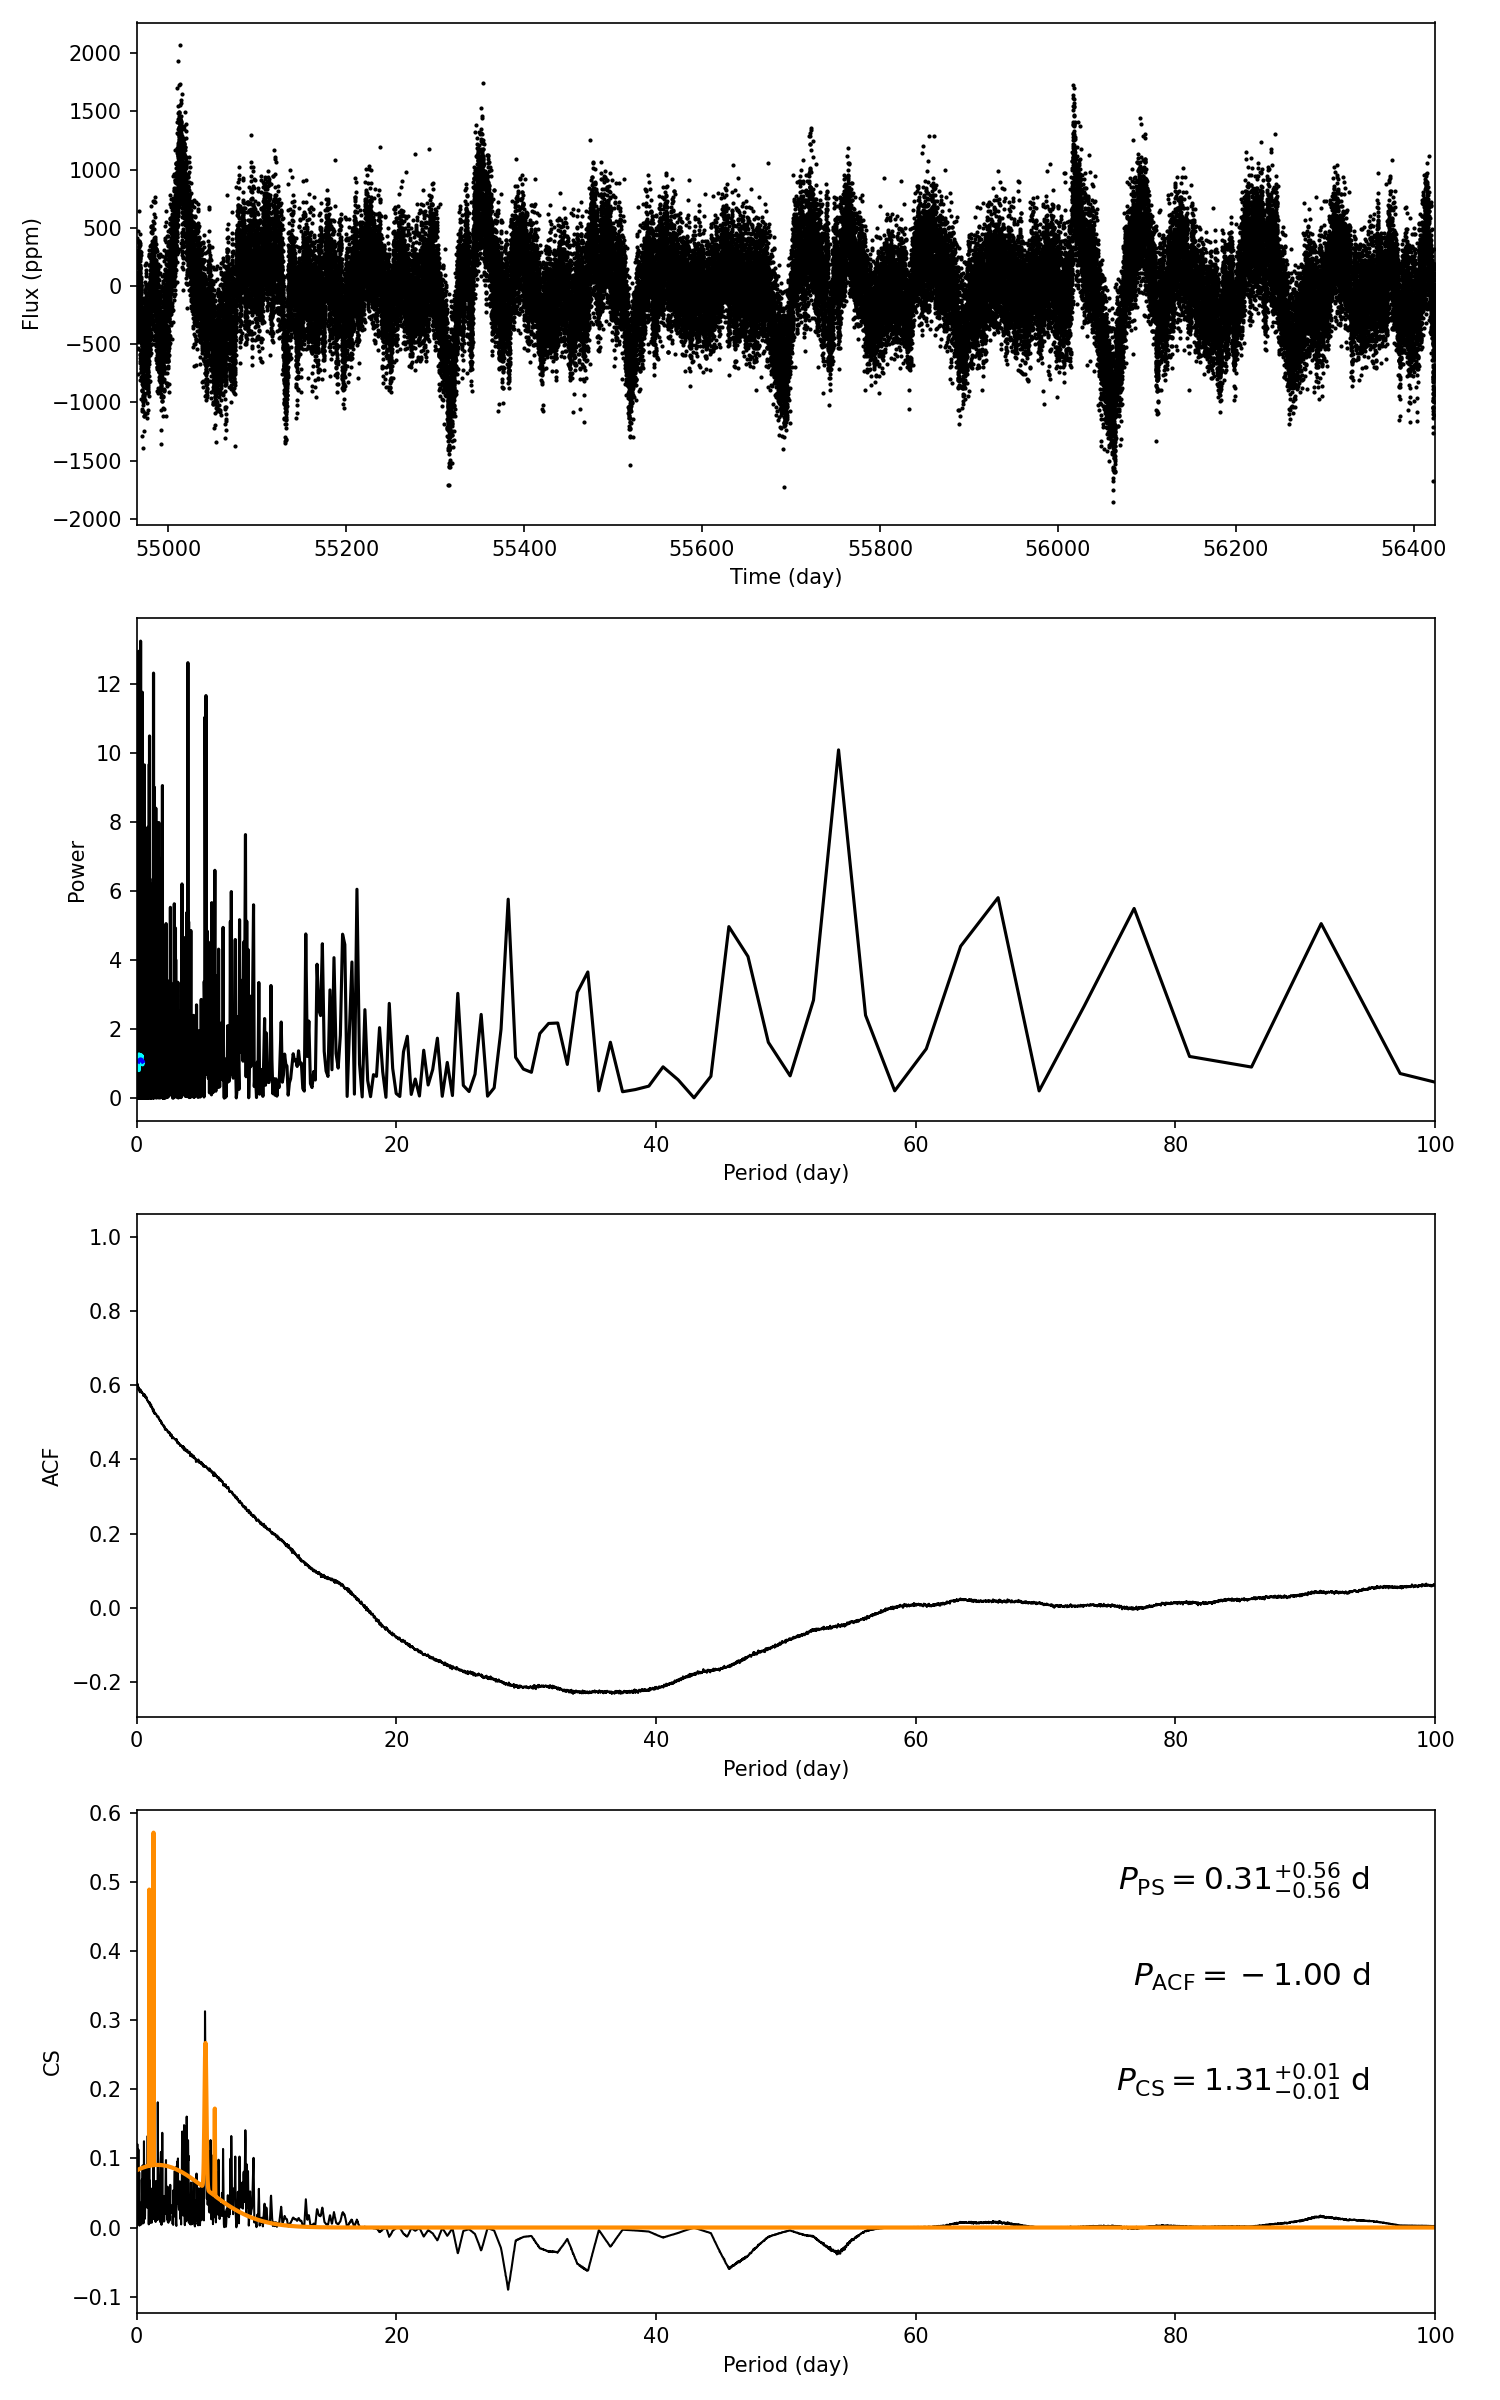 2000
1500
1000
500
0
−500
−1000
−1500
−2000
Flux (ppm)
55000 55200 55400 55600 55800 56000 56200 56400
Time (day)
12
10
8
6
4
2
0
Power
0 20 40 60 80 100
Period (day)
1.0
0.8
0.6
0.4
0.2
0.0
−0.2
ACF
0 20 40 60 80 100
Period (day)
0.6
0.5
0.4
0.3
0.2
0.1
0.0
−0.1
CS
P_PS = 0.31 +0.56 −0.56 d
P_ACF = −1.00 d
P_CS = 1.31 +0.01 −0.01 d
0 20 40 60 80 100
Period (day)